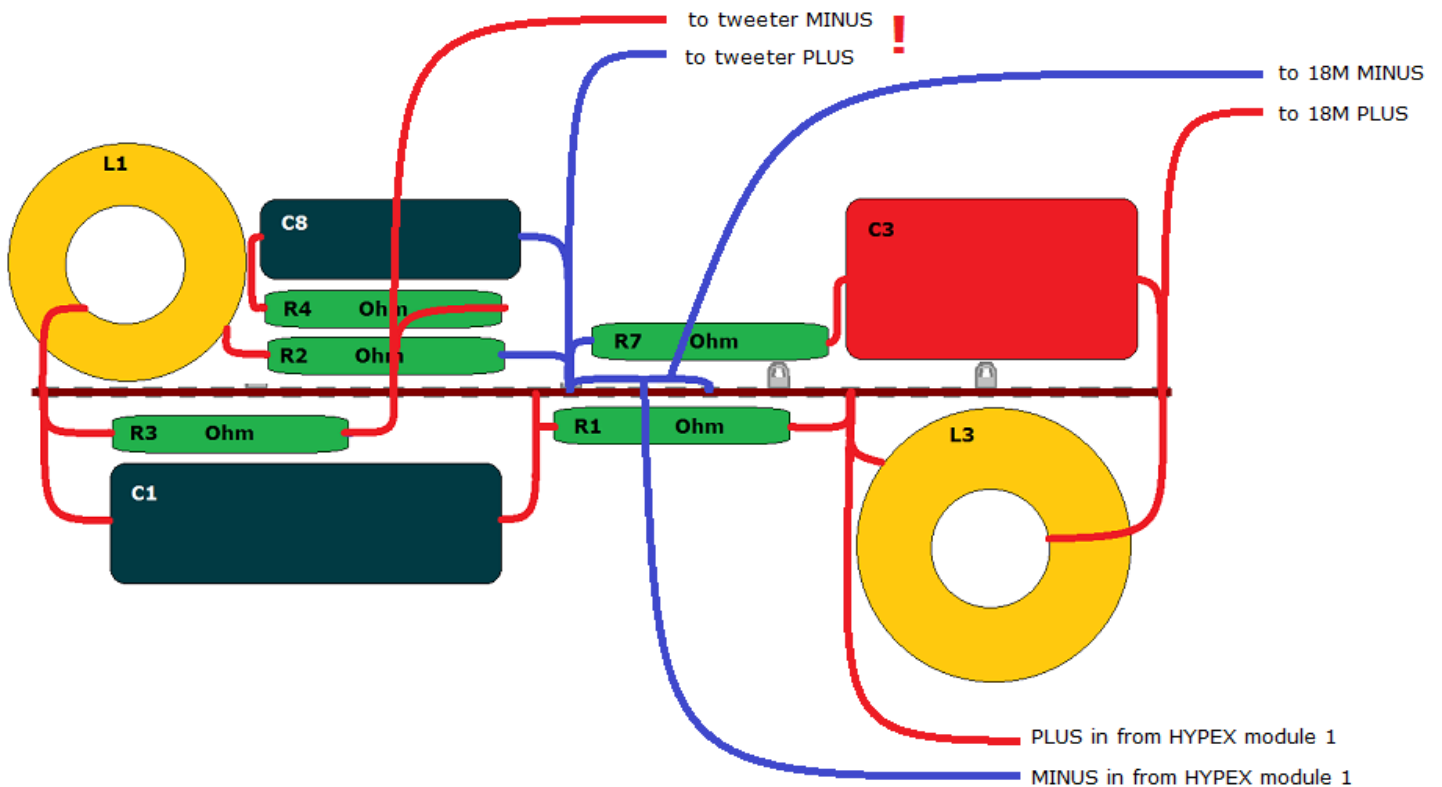 to tweeter MINUS
!
to tweeter PLUS
to 18M MINUS
to 18M PLUS
L1
C8
C3
R4 Ohm
R7 Ohm
R2 Ohm
R3 Ohm
R1 Ohm
L3
C1
PLUS in from HYPEX module 1
MINUS in from HYPEX module 1